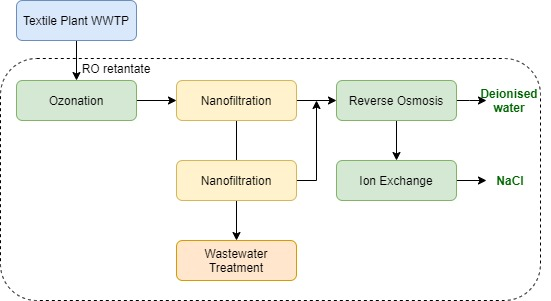 Textile Plant WWTP
RO retantate
Ozonation
Nanofiltration
Reverse Osmosis
Deionised
water
Nanofiltration
Ion Exchange
NaCl
Wastewater
Treatment